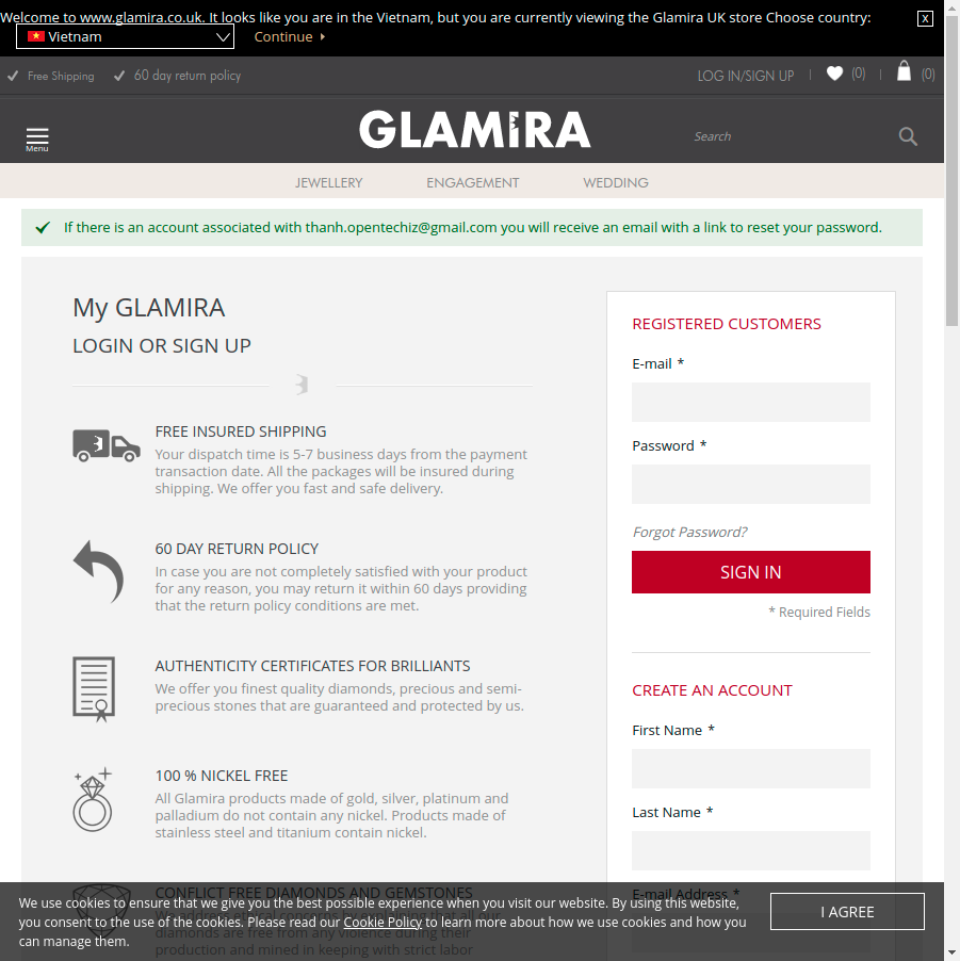 Welcome to www.glamira.co.uk. It looks like you are in the Vietnam, but you are currently viewing the Glamira UK store Choose country:
x
Vietnam
Continue
Free Shipping
60 day return policy
LOG IN/SIGN UP
(0)
(0)
Menu
GLAMIRA
Search
JEWELLERY
ENGAGEMENT
WEDDING
If there is an account associated with thanh.opentechiz@gmail.com you will receive an email with a link to reset your password.
My GLAMIRA
LOGIN OR SIGN UP
FREE INSURED SHIPPING
Your dispatch time is 5-7 business days from the payment
transaction date. All the packages will be insured during
shipping. We offer you fast and safe delivery.
60 DAY RETURN POLICY
In case you are not completely satisfied with your product
for any reason, you may return it within 60 days providing
that the return policy conditions are met.
AUTHENTICITY CERTIFICATES FOR BRILLIANTS
We offer you finest quality diamonds, precious and semi-
precious stones that are guaranteed and protected by us.
100 % NICKEL FREE
All Glamira products made of gold, silver, platinum and
palladium do not contain any nickel. Products made of
stainless steel and titanium contain nickel.
CONFLICT FREE DIAMONDS AND GEMSTONES
We address ethical concerns by explaining that all our
diamonds are free from any violence during their
production and mined in keeping with strict labor
REGISTERED CUSTOMERS
E-mail *
Password *
Forgot Password?
SIGN IN
* Required Fields
CREATE AN ACCOUNT
First Name *
Last Name *
E-mail Address *
We use cookies to ensure that we give you the best possible experience when you visit our website. By using this website,
you consent to the use of the cookies. Please read our Cookie Policy to learn more about how we use cookies and how you
can manage them.
I AGREE